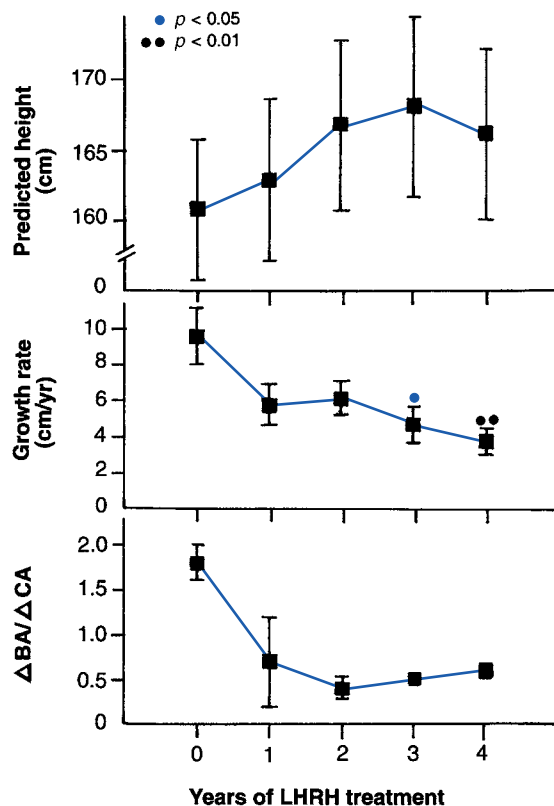 ● p < 0.05
●● p < 0.01
Predicted height
(cm)
170
165
160
0
Growth rate
(cm/yr)
10
8
6
4
2
0
ΔBA/ΔCA
2.0
1.5
1.0
0.5
0
0 1 2 3 4
Years of LHRH treatment